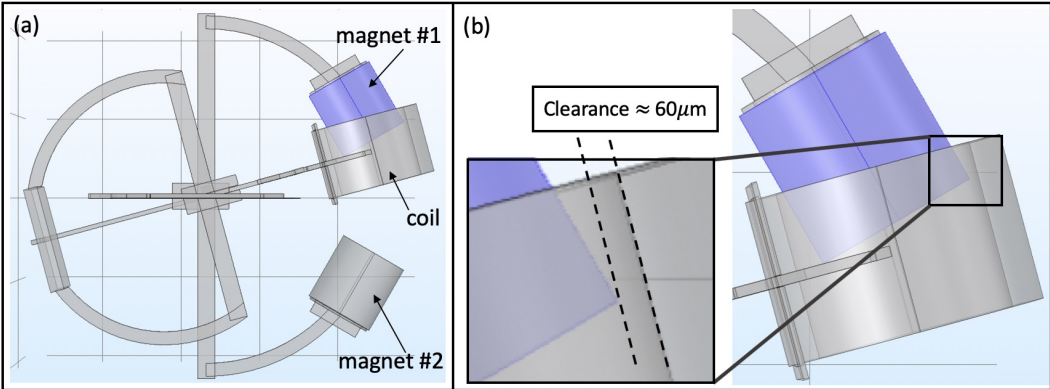 (a)
magnet #1
coil
magnet #2
(b)
Clearance ≈ 60μm